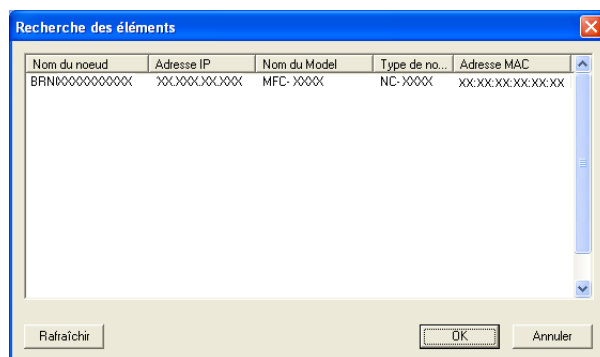 Recherche des éléments
Nom du noeud Adresse IP Nom du Model Type de no... Adresse MAC
BRNXXXXXXXXXX XX.XXX.XX.XXX MFC-XXXX NC-XXXX XX:XX:XX:XX:XX:XX
Rafraîchir OK Annuler